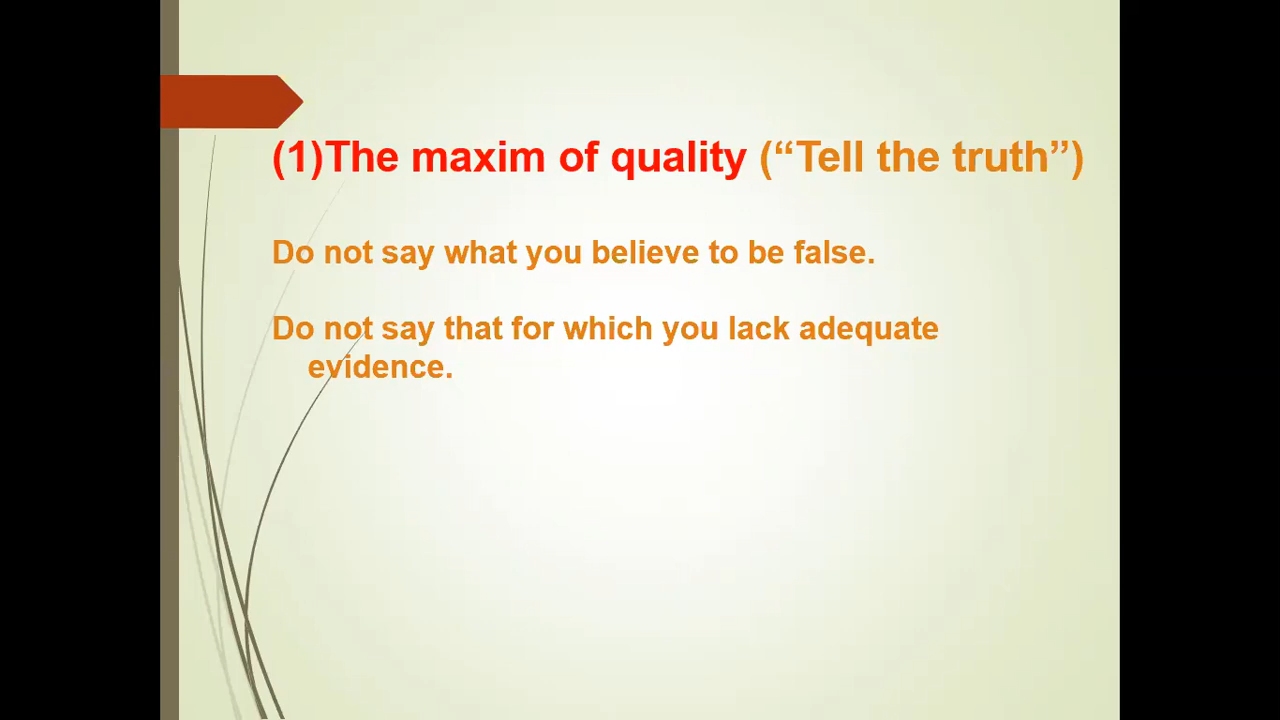 (1)The maxim of quality (“Tell the truth”)
Do not say what you believe to be false.
Do not say that for which you lack adequate
evidence.